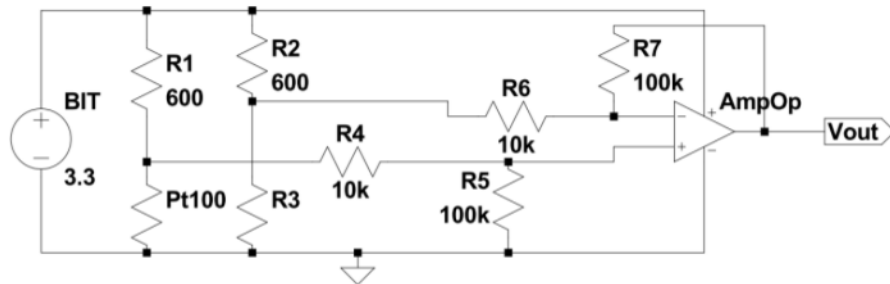 BIT
3.3
R1
600
Pt100
R2
600
R3
R4
10k
R5
100k
R6
10k
R7
100k
AmpOp
Vout